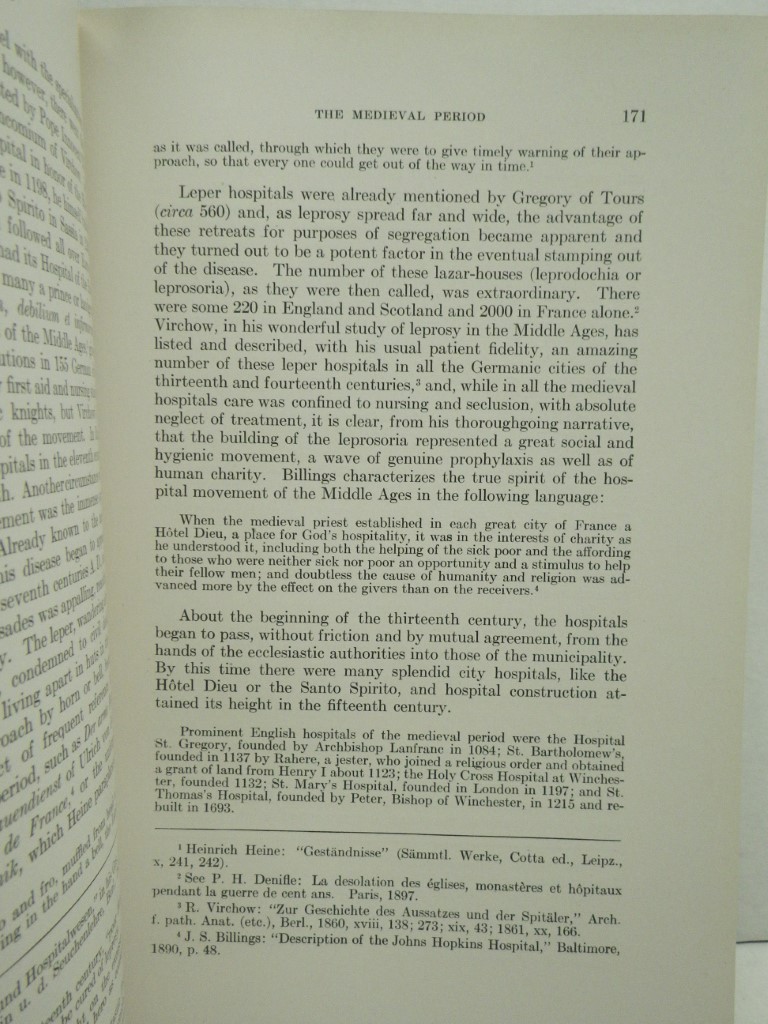 THE MEDIEVAL PERIOD 171
as it was called, through which they were to give timely warning of their ap-
proach, so that every one could get out of the way in time.¹
Leper hospitals were already mentioned by Gregory of Tours
(circa 560) and, as leprosy spread far and wide, the advantage of
these retreats for purposes of segregation became apparent and
they turned out to be a potent factor in the eventual stamping out
of the disease. The number of these lazar-houses (leprodochia or
leprosoria), as they were then called, was extraordinary. There
were some 220 in England and Scotland and 2000 in France alone.²
Virchow, in his wonderful study of leprosy in the Middle Ages, has
listed and described, with his usual patient fidelity, an amazing
number of these leper hospitals in all the Germanic cities of the
thirteenth and fourteenth centuries,³ and, while in all the medieval
hospitals care was confined to nursing and seclusion, with absolute
neglect of treatment, it is clear, from his thoroughgoing narrative,
that the building of the leprosoria represented a great social and
hygienic movement, a wave of genuine prophylaxis as well as of
human charity. Billings characterizes the true spirit of the hos-
pital movement of the Middle Ages in the following language:
When the medieval priest established in each great city of France a
Hôtel Dieu, a place for God's hospitality, it was in the interests of charity as
he understood it, including both the helping of the sick poor and the affording
to those who were neither sick nor poor an opportunity and a stimulus to help
their fellow men; and doubtless the cause of humanity and religion was ad-
vanced more by the effect on the givers than on the receivers.⁴
About the beginning of the thirteenth century, the hospitals
began to pass, without friction and by mutual agreement, from the
hands of the ecclesiastic authorities into those of the municipality.
By this time there were many splendid city hospitals, like the
Hôtel Dieu or the Santo Spirito, and hospital construction at-
tained its height in the fifteenth century.
Prominent English hospitals of the medieval period were the Hospital
St. Gregory, founded by Archbishop Lanfranc in 1084; St. Bartholomew's,
founded in 1137 by Rahere, a jester, who joined a religious order and obtained
a grant of land from Henry I about 1123; the Holy Cross Hospital at Winches-
ter, founded 1132; St. Mary's Hospital, founded in London in 1197; and St.
Thomas's Hospital, founded by Peter, Bishop of Winchester, in 1215 and re-
built in 1693.
¹ Heinrich Heine: "Geständnisse" (Sämmtl. Werke, Cotta ed., Leipz.,
x, 241, 242).
² See P. H. Denifle: La desolation des églises, monastères et hôpitaux
pendant la guerre de cent ans. Paris, 1897.
³ R. Virchow: "Zur Geschichte des Aussatzes und der Spitäler," Arch.
f. path. Anat. (etc.), Berl., 1860, xviii, 138; 273; xix, 43; 1861, xx, 166.
⁴ J. S. Billings: "Description of the Johns Hopkins Hospital," Baltimore,
1890, p. 48.